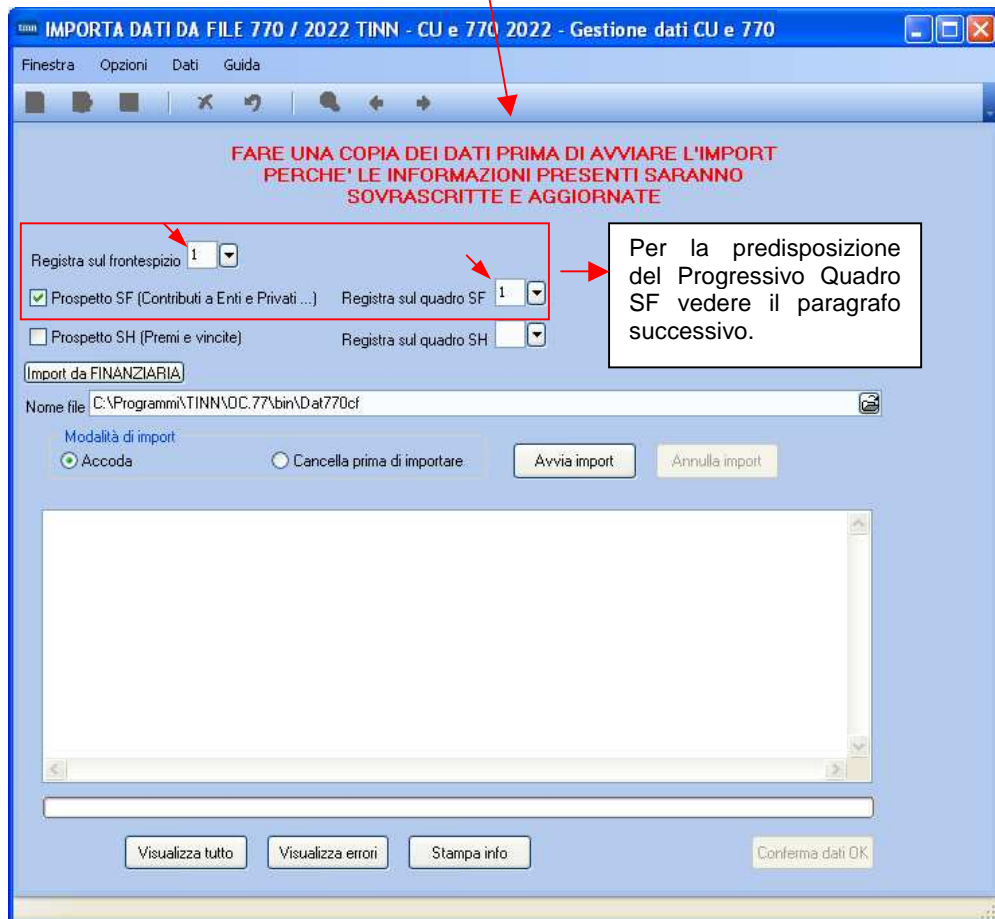 tinn IMPORTA DATI DA FILE 770 / 2022 TINN - CU e 770 2022 - Gestione dati CU e 770
Finestra Opzioni Dati Guida
FARE UNA COPIA DEI DATI PRIMA DI AVVIARE L'IMPORT
PERCHE' LE INFORMAZIONI PRESENTI SARANNO
SOVRASCRITTE E AGGIORNATE
Registra sul frontespizio 1
Prospetto SF (Contributi a Enti e Privati ...) Registra sul quadro SF 1
Prospetto SH (Premi e vincite) Registra sul quadro SH
Per la predisposizione
del Progressivo Quadro
SF vedere il paragrafo
successivo.
Import da FINANZIARIA
Nome file C:\Programmi\TINN\OC.77\bin\Dat770cf
Modalità di import
Accoda Cancella prima di importare Avvia import Annulla import
Visualizza tutto Visualizza errori Stampa info Conferma dati OK